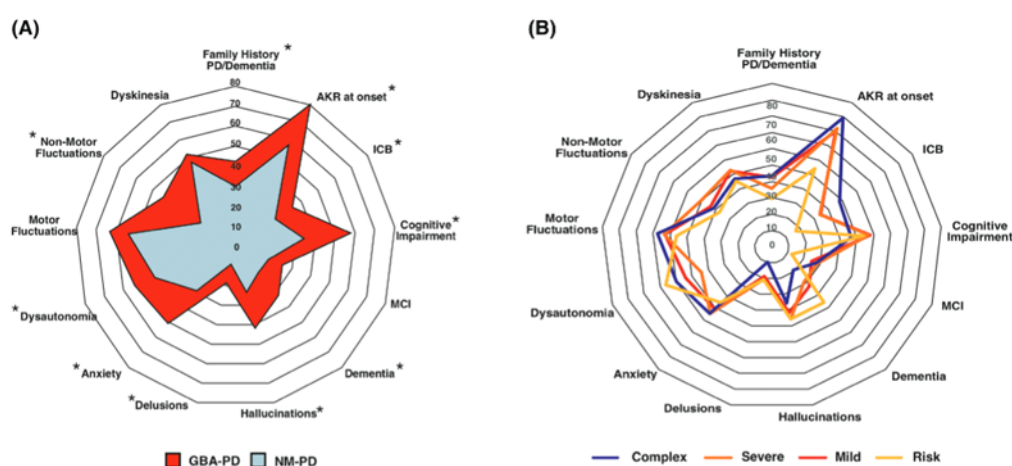 (A)
Family History *
PD/Dementia
AKR at onset *
ICB *
Cognitive *
Impairment
MCI
Dementia *
Hallucinations *
* Delusions
* Anxiety
* Dysautonomia
Motor
Fluctuations
* Non-Motor
Fluctuations
Dyskinesia
80
70
60
50
40
30
20
10
0
GBA-PD NM-PD
(B)
Family History
PD/Dementia
AKR at onset
ICB
Cognitive
Impairment
MCI
Dementia
Hallucinations
Delusions
Anxiety
Dysautonomia
Motor
Fluctuations
Non-Motor
Fluctuations
Dyskinesia
80
70
60
50
40
30
20
10
0
Complex Severe Mild Risk